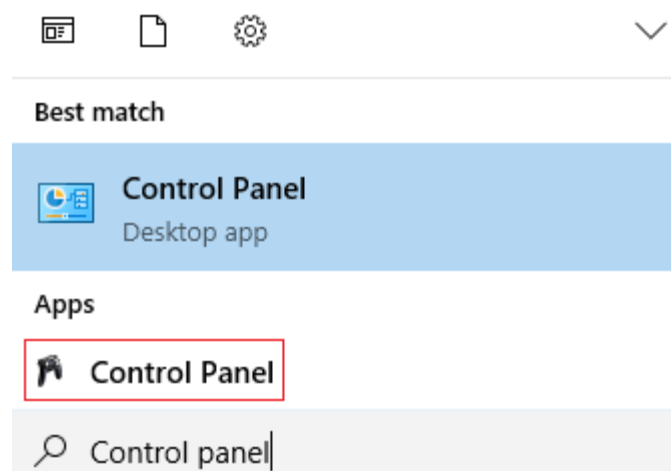 Best match
Control Panel
Desktop app
Apps
Control Panel
Control panel